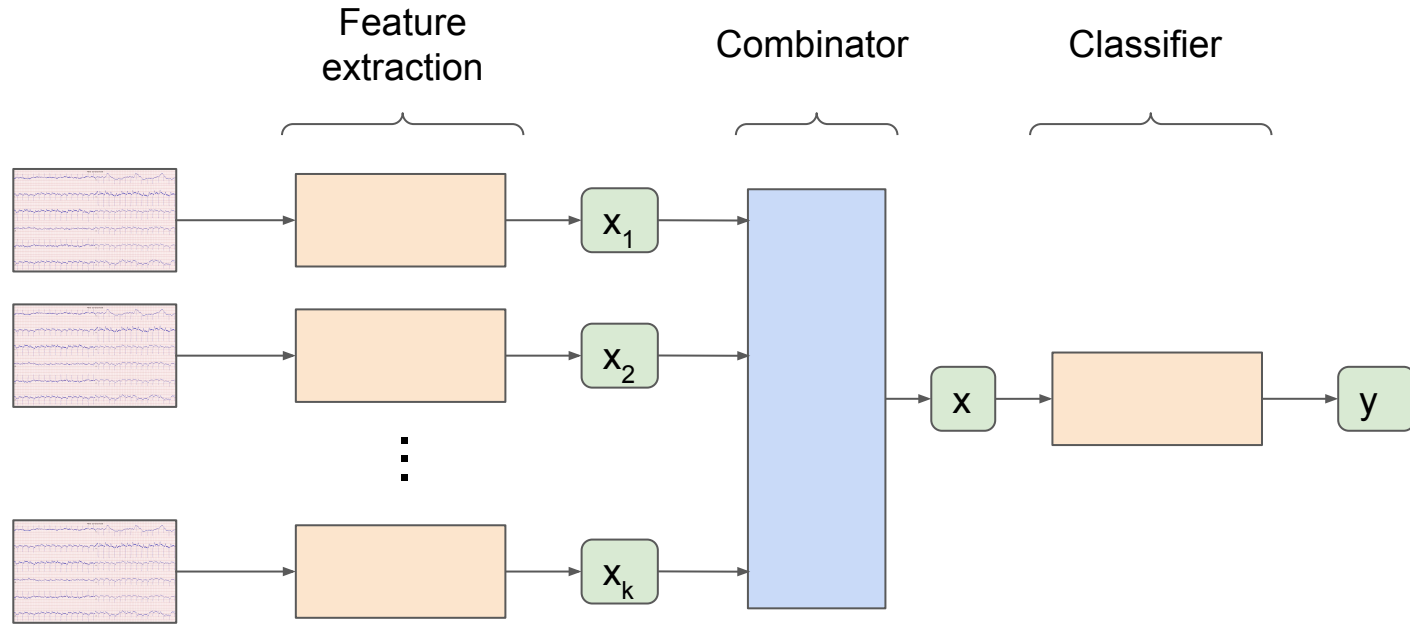 Feature
extraction
Combinator
Classifier
x₁
x₂
x
y
xₖ